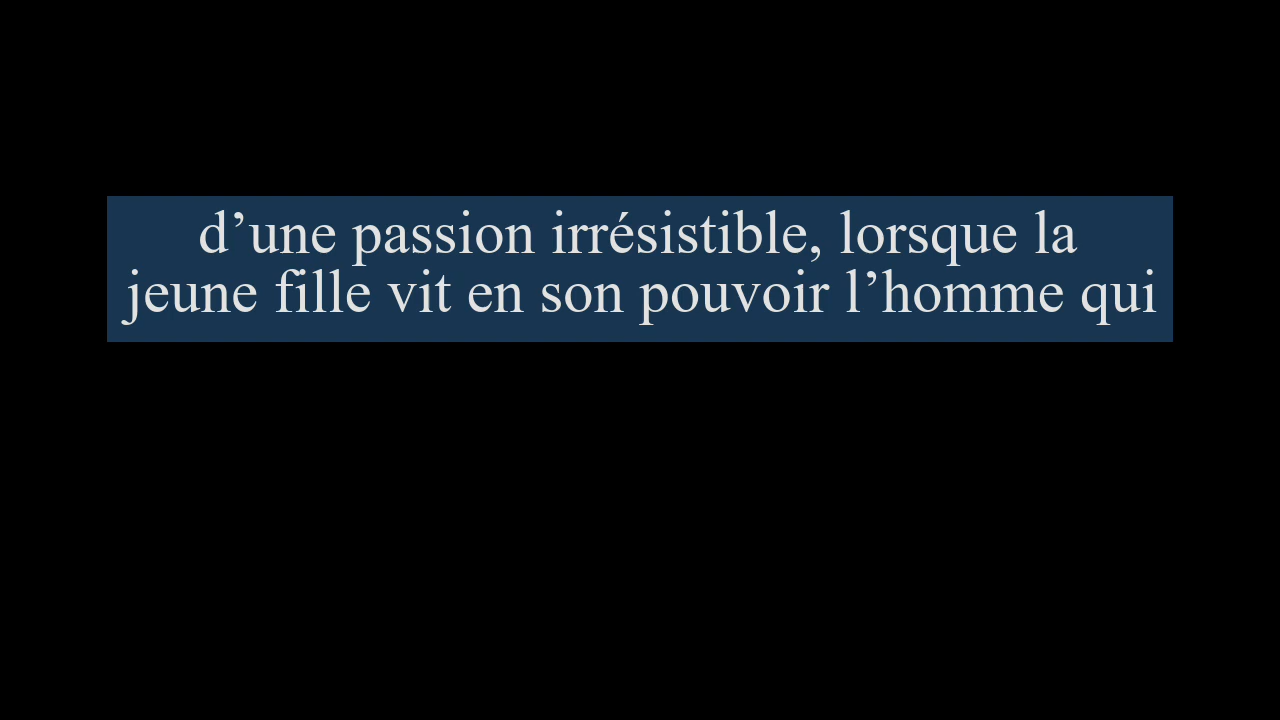 d’une passion irrésistible, lorsque la
jeune fille vit en son pouvoir l’homme qui